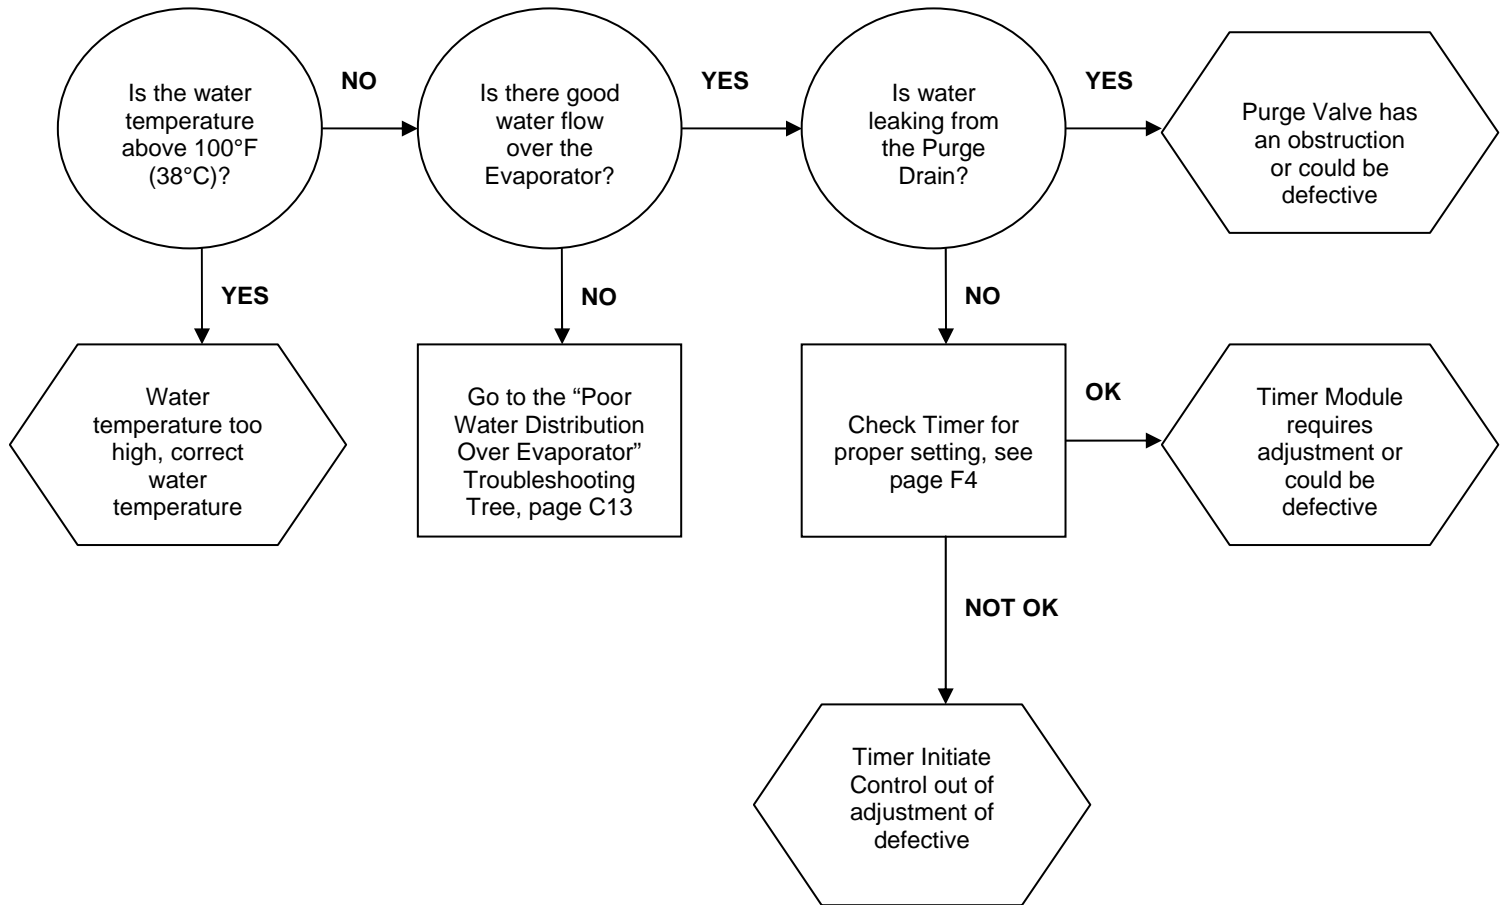 Is the water
temperature
above 100°F
(38°C)?
NO
Is there good
water flow
over the
Evaporator?
YES
Is water
leaking from
the Purge
Drain?
YES
Purge Valve has
an obstruction
or could be
defective
YES
NO
NO
Water
temperature too
high, correct
water
temperature
Go to the “Poor
Water Distribution
Over Evaporator”
Troubleshooting
Tree, page C13
Check Timer for
proper setting, see
page F4
OK
Timer Module
requires
adjustment or
could be
defective
NOT OK
Timer Initiate
Control out of
adjustment of
defective